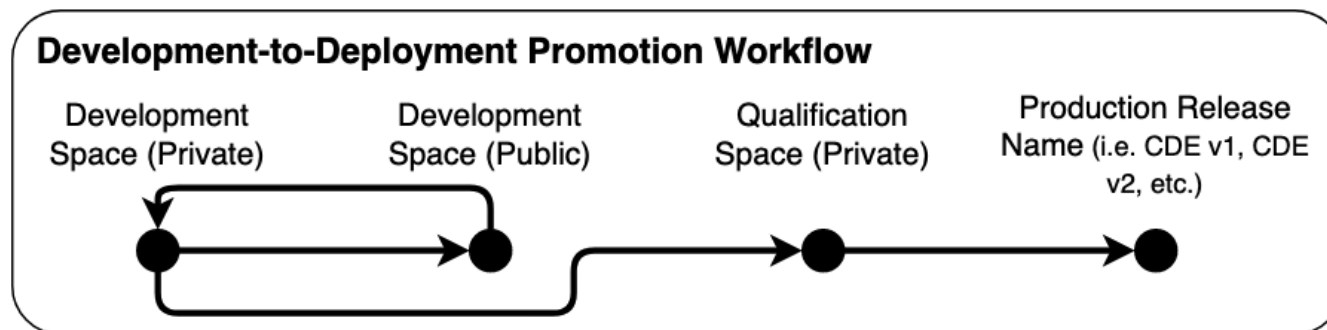 Development-to-Deployment Promotion Workflow
Development
Space (Private)
Development
Space (Public)
Qualification
Space (Private)
Production Release
Name (i.e. CDE v1, CDE
v2, etc.)